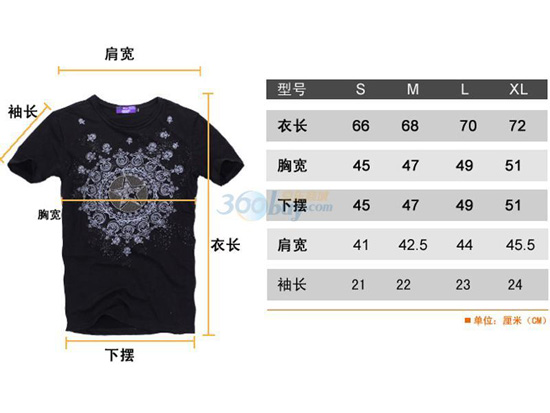 肩宽
袖长
胸宽
衣长
下摆
360buy.com
型号 S M L XL
衣长 66 68 70 72
胸宽 45 47 49 51
下摆 45 47 49 51
肩宽 41 42.5 44 45.5
袖长 21 22 23 24
■ 单位:厘米(CM)